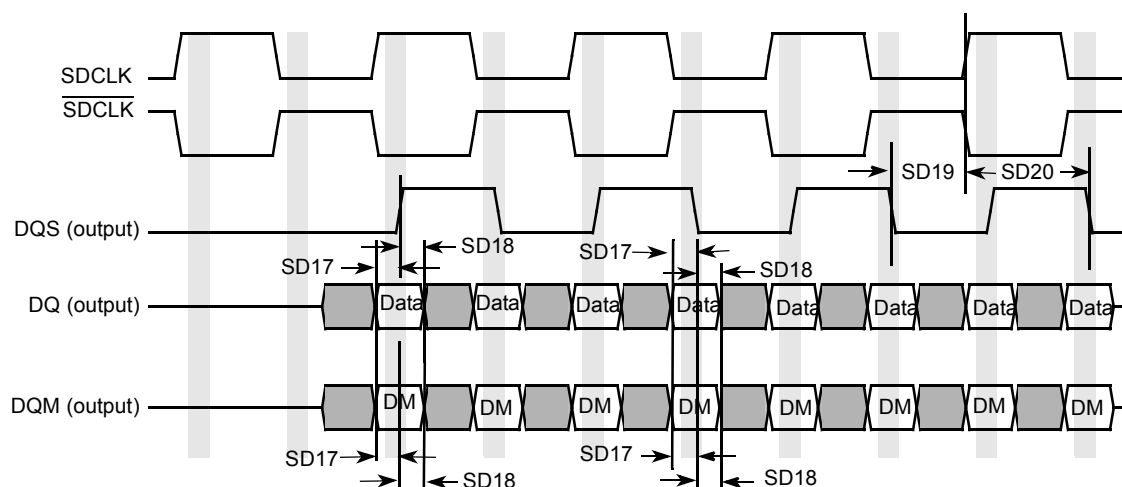 SDCLK
SDCLK
SD19 SD20
DQS (output)
SD18 SD17
SD17 SD18
DQ (output) Data Data Data Data Data Data Data Data
DQM (output) DM DM DM DM DM DM DM DM
SD17 SD17
SD18 SD18